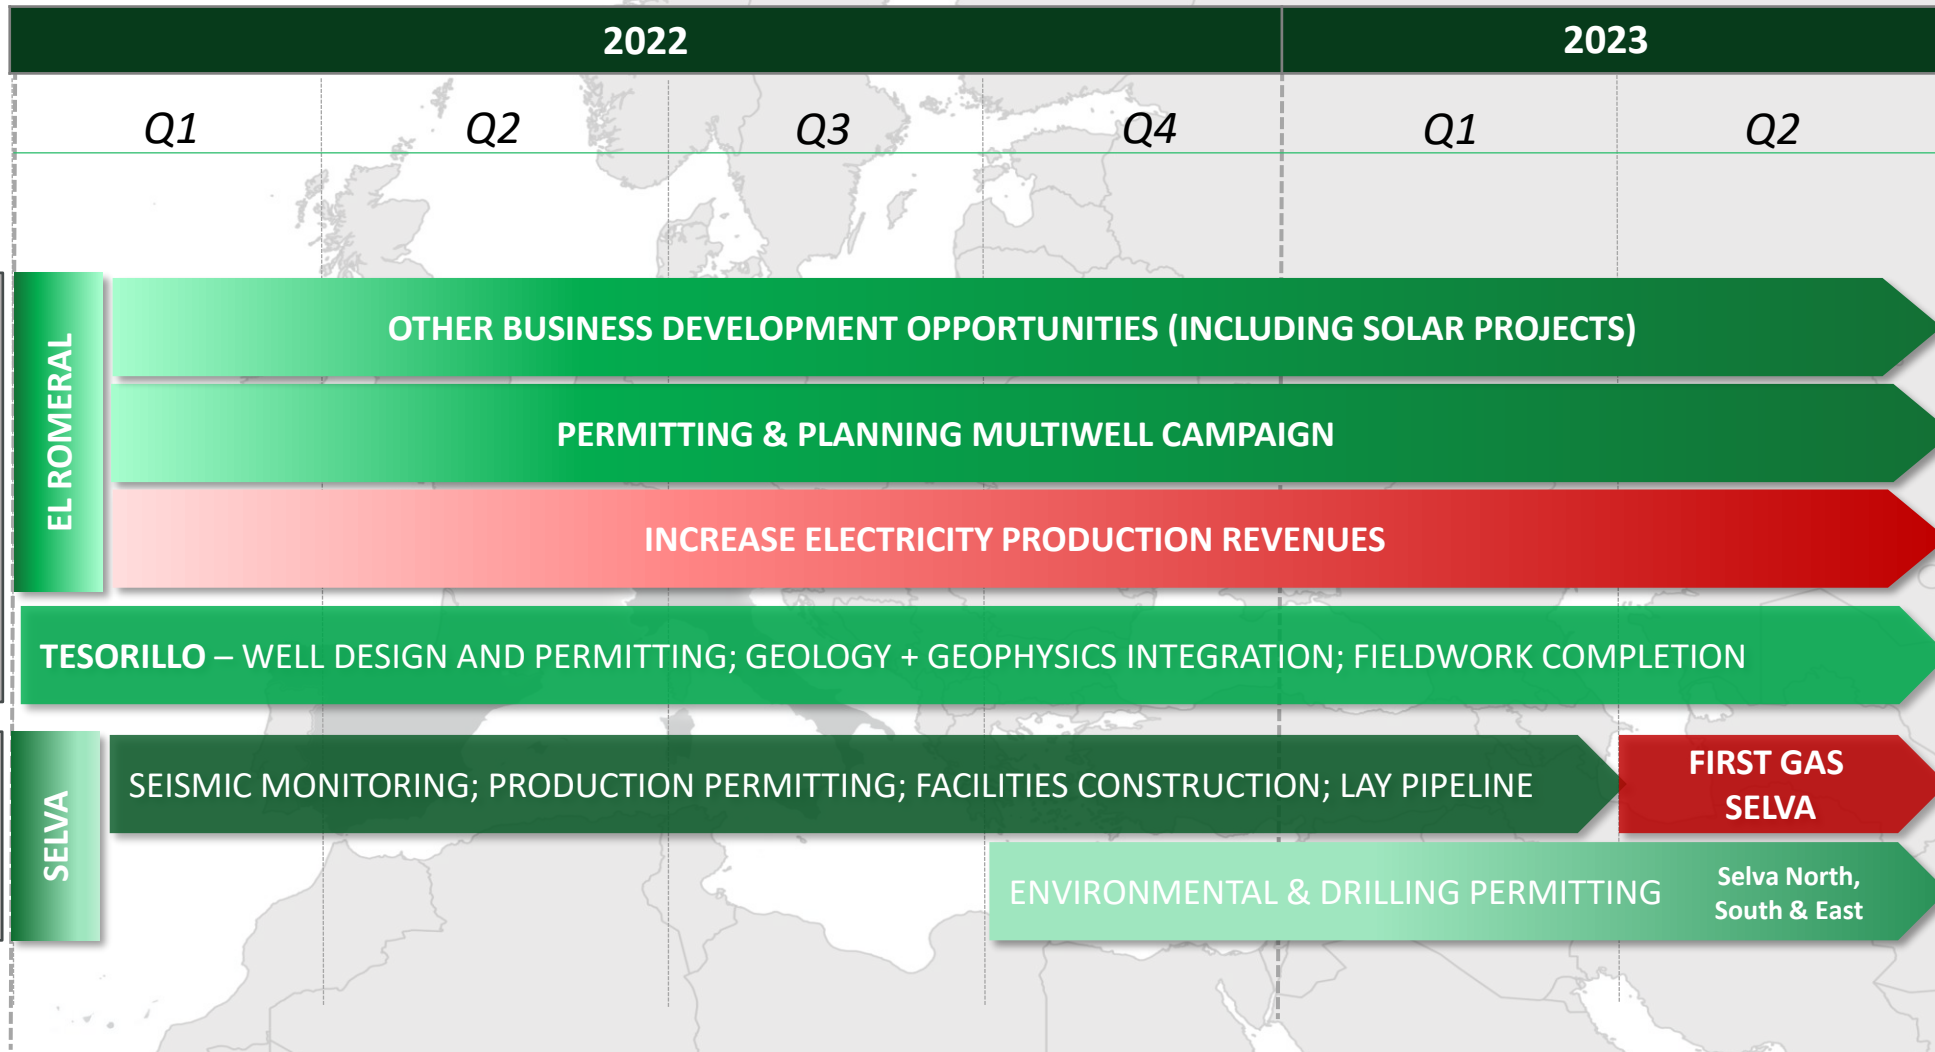 2022
2023
Q1
Q2
Q3
Q4
Q1
Q2
EL ROMERAL
OTHER BUSINESS DEVELOPMENT OPPORTUNITIES (INCLUDING SOLAR PROJECTS)
PERMITTING & PLANNING MULTIWELL CAMPAIGN
INCREASE ELECTRICITY PRODUCTION REVENUES
TESORILLO – WELL DESIGN AND PERMITTING; GEOLOGY + GEOPHYSICS INTEGRATION; FIELDWORK COMPLETION
SELVA
SEISMIC MONITORING; PRODUCTION PERMITTING; FACILITIES CONSTRUCTION; LAY PIPELINE
FIRST GAS
SELVA
ENVIRONMENTAL & DRILLING PERMITTING
Selva North,
South & East